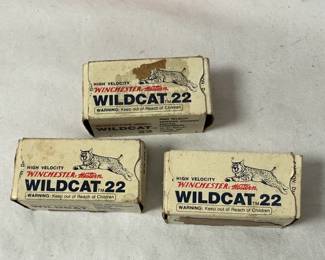 HIGH VELOCITY
WINCHESTER Western
WILDCAT 22
WARNING: Keep out of Reach of Children
WILDCAT 22
HIGH VELOCITY
WINCHESTER Western
WILDCAT 22
WARNING: Keep out of Reach of Children
HIGH VELOCITY
WINCHESTER Western
WILDCAT 22
WARNING: Keep out of Reach of Children